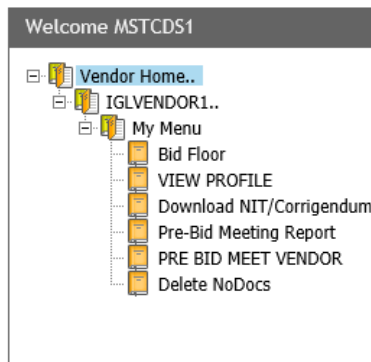 Welcome MSTCDS1
Vendor Home..
IGLVENDOR1..
My Menu
Bid Floor
VIEW PROFILE
Download NIT/Corrigendum
Pre-Bid Meeting Report
PRE BID MEET VENDOR
Delete NoDocs